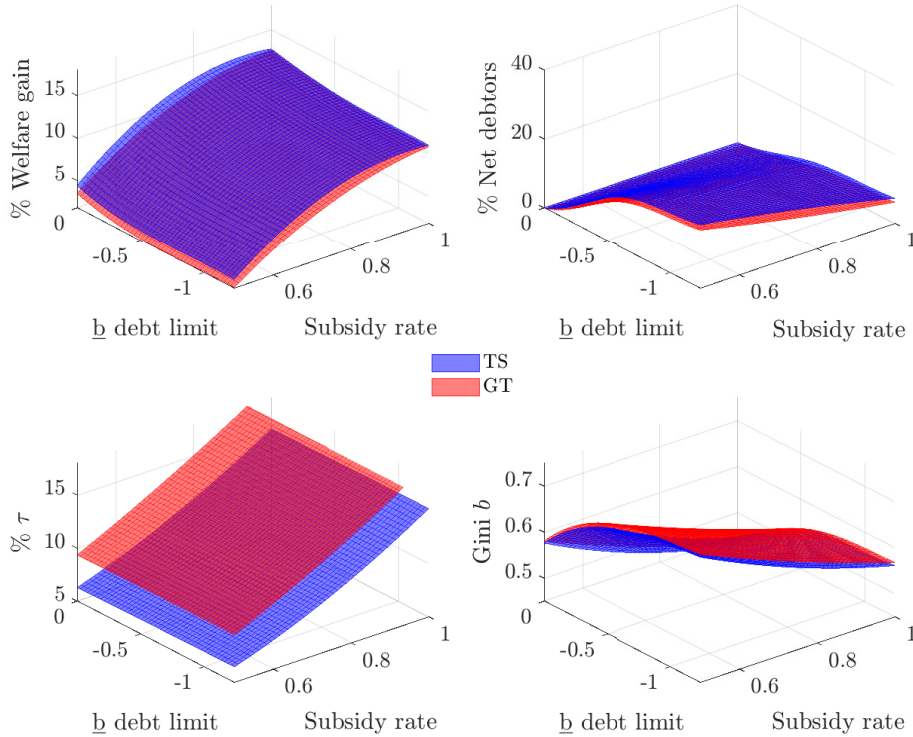 % Welfare gain
15
10
5
0
-0.5
-1
0.6
0.8
1
b debt limit
Subsidy rate
% Net debtors
40
20
0
0
-0.5
-1
0.6
0.8
1
b debt limit
Subsidy rate
TS
GT
% τ
15
10
5
0
-0.5
-1
0.6
0.8
1
b debt limit
Subsidy rate
Gini b
0.7
0.6
0.5
0
-0.5
-1
0.6
0.8
1
b debt limit
Subsidy rate